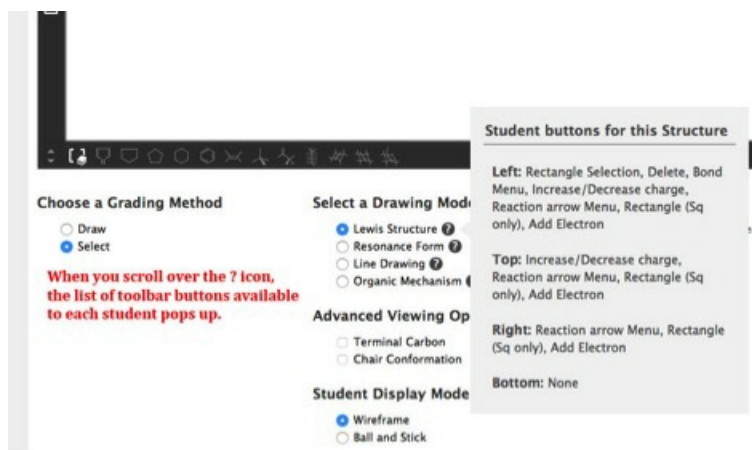 Choose a Grading Method
Draw
Select
When you scroll over the ? icon,
the list of toolbar buttons available
to each student pops up.
Select a Drawing Mod
Lewis Structure ?
Resonance Form ?
Line Drawing ?
Organic Mechanism
Advanced Viewing Op
Terminal Carbon
Chair Conformation
Student Display Mode
Wireframe
Ball and Stick
Student buttons for this Structure
Left: Rectangle Selection, Delete, Bond
Menu, Increase/Decrease charge,
Reaction arrow Menu, Rectangle (Sq
only), Add Electron
Top: Increase/Decrease charge,
Reaction arrow Menu, Rectangle (Sq
only), Add Electron
Right: Reaction arrow Menu, Rectangle
(Sq only), Add Electron
Bottom: None